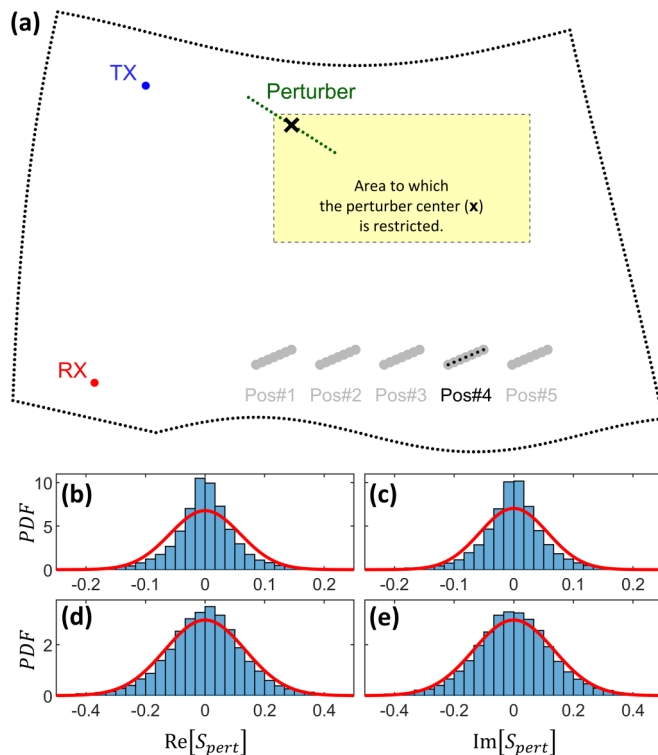 (a)
TX
Perturber
Area to which
the perturber center (x)
is restricted.
RX
Pos#1 Pos#2 Pos#3 Pos#4 Pos#5
(b) (c)
PDF
10
5
0
-0.2 -0.1 0 0.1 0.2 -0.2 -0.1 0 0.1 0.2
(d) (e)
PDF
2
0
-0.4 -0.2 0 0.2 0.4 -0.4 -0.2 0 0.2 0.4
Re[S_pert] Im[S_pert]